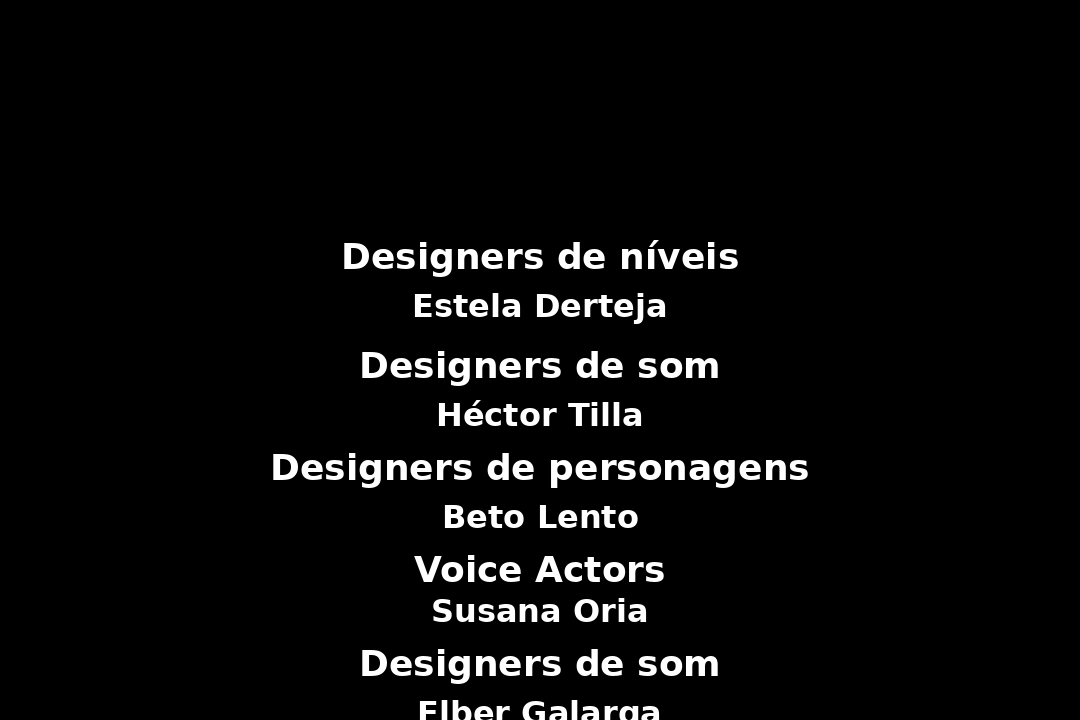 Designers de níveis
Estela Derteja
Designers de som
Héctor Tilla
Designers de personagens
Beto Lento
Voice Actors
Susana Oria
Designers de som
Elber Galarga